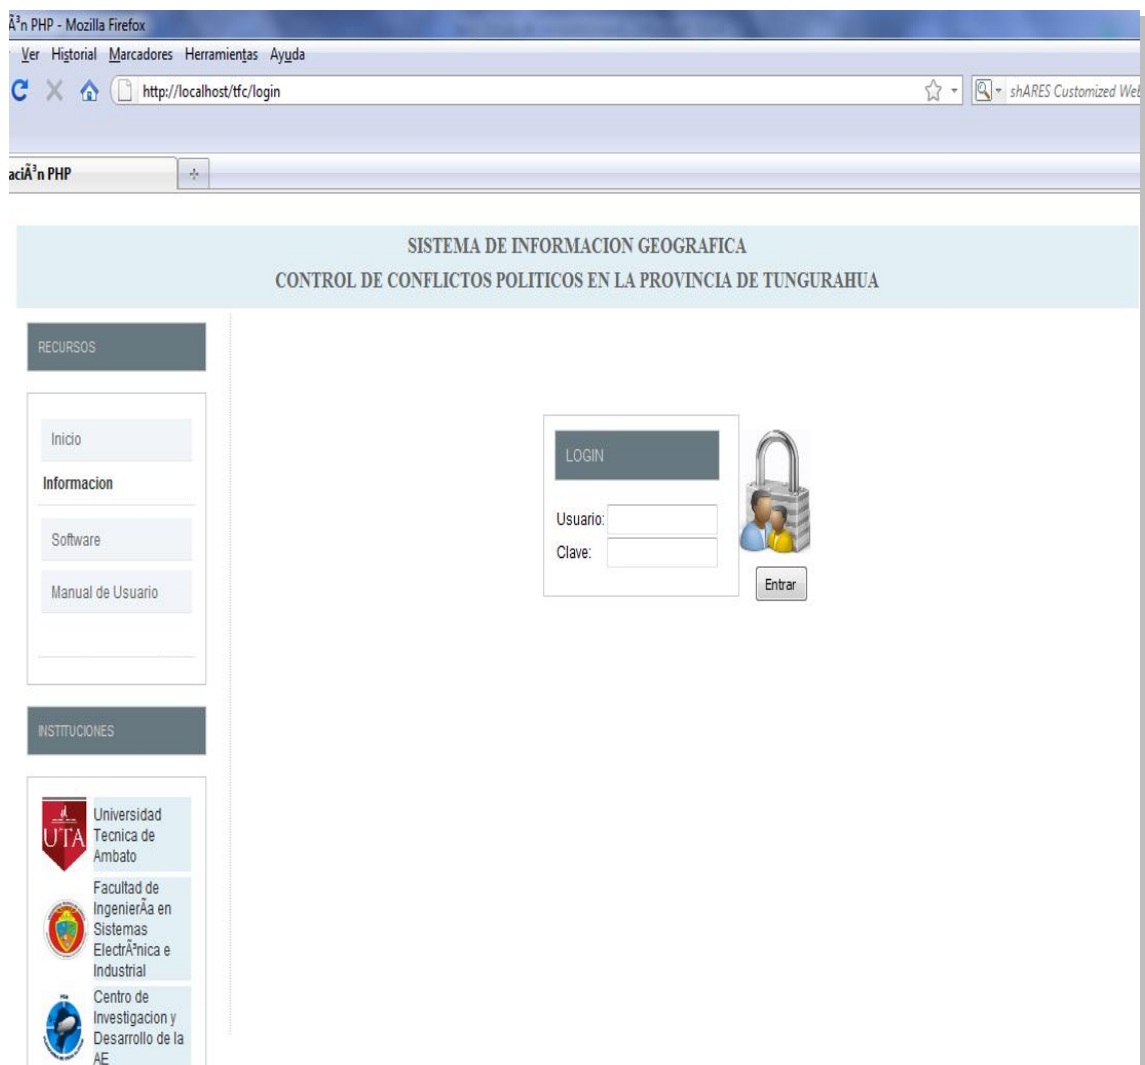 Ã³n PHP - Mozilla Firefox
Ver Historial Marcadores Herramientas Ayuda
http://localhost/tfc/login
shARES Customized Web
aciÃ³n PHP
SISTEMA DE INFORMACION GEOGRAFICA
CONTROL DE CONFLICTOS POLITICOS EN LA PROVINCIA DE TUNGURAHUA
RECURSOS
Inicio
Informacion
Software
Manual de Usuario
LOGIN
Usuario:
Clave:
Entrar
INSTITUCIONES
UTA
Universidad
Tecnica de
Ambato
Facultad de
IngenierÃa en
Sistemas
ElectrÃ³nica e
Industrial
Centro de
Investigacion y
Desarrollo de la
AE